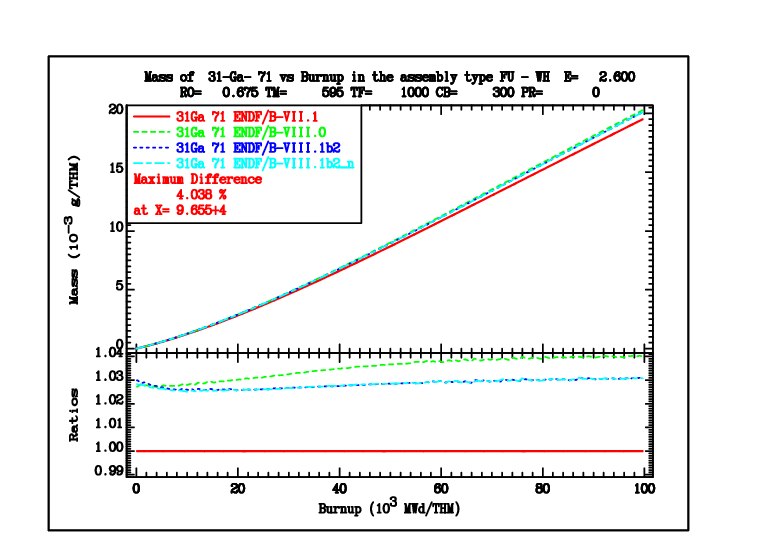 Mass of 31-Ga- 71 vs Burnup in the assembly type FU - WH E= 2.600
RO= 0.675 TM= 595 TF= 1000 CB= 300 PR= 0
31Ga 71 ENDF/B-VII.1
31Ga 71 ENDF/B-VIII.0
31Ga 71 ENDF/B-VIII.1b2
31Ga 71 ENDF/B-VIII.1b2_n
Maximum Difference
4.038 %
at X= 9.655+4
Mass (10-3 g/THM)
20
15
10
5
0
Ratios
1.04
1.03
1.02
1.01
1.00
0.99
0 20 40 60 80 100
Burnup (103 MWd/THM)